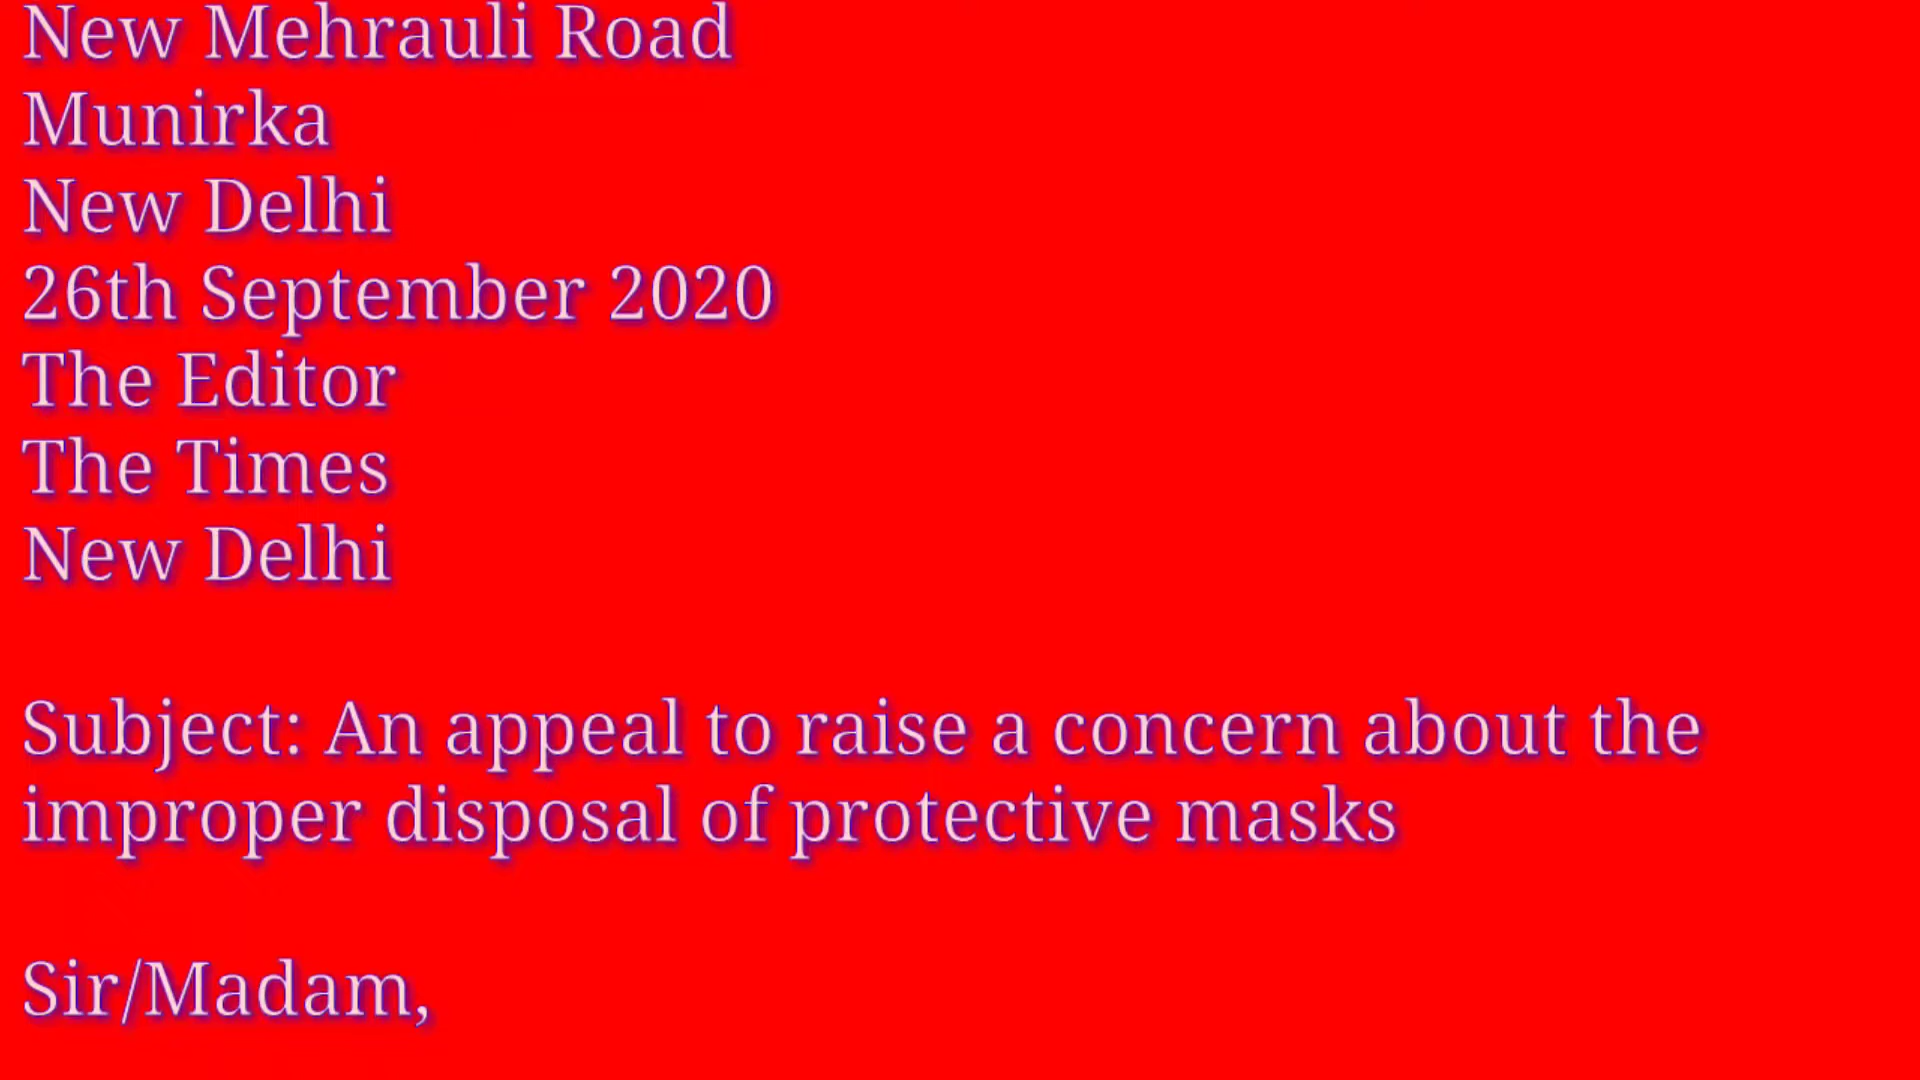 New Mehrauli Road
Munirka
New Delhi
26th September 2020
The Editor
The Times
New Delhi
Subject: An appeal to raise a concern about the
improper disposal of protective masks
Sir/Madam,